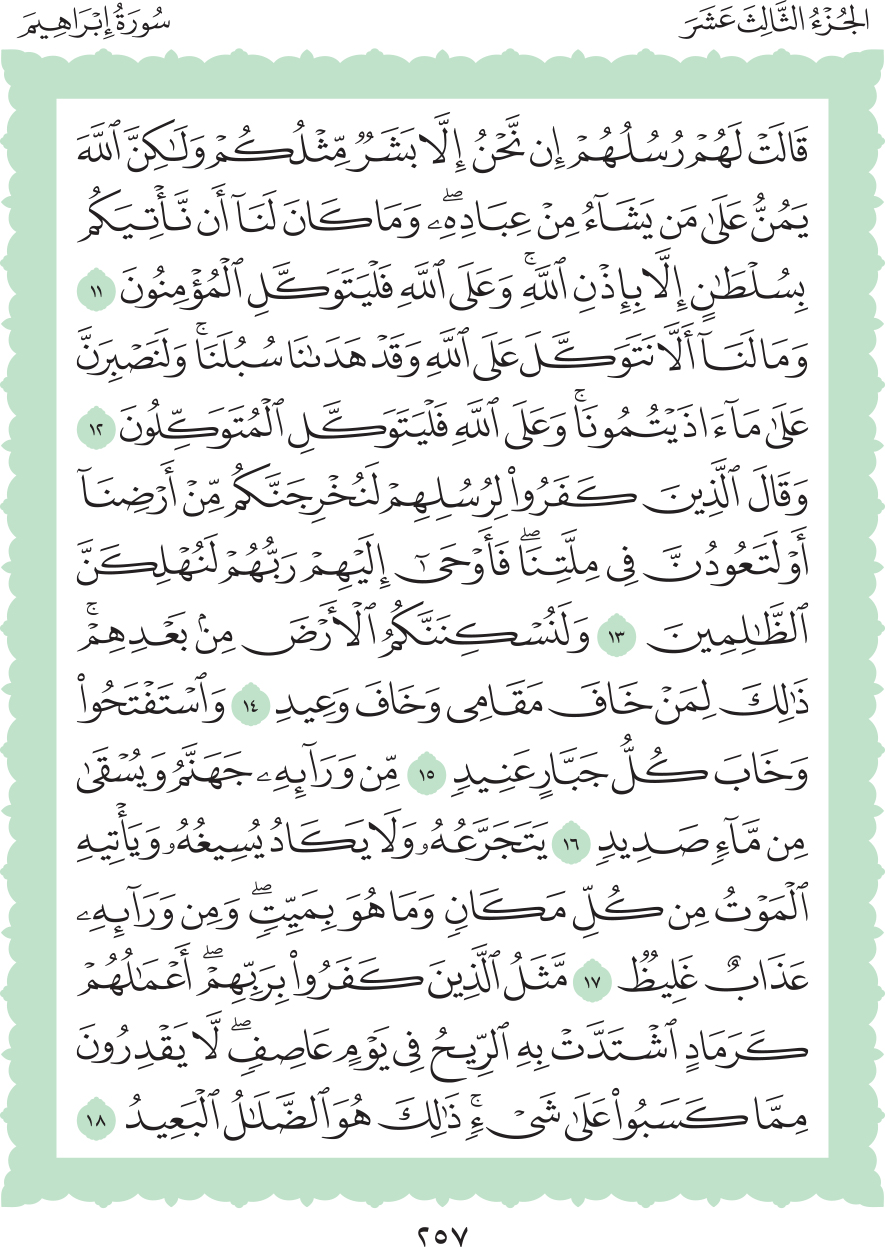 الجُزْءُ الثَّالِثَ عَشَرَ
سُورَةُ إِبْرَاهِيمَ
قَالَتْ لَهُمْ رُسُلُهُمْ إِن نَّحْنُ إِلَّا بَشَرٌ مِّثْلُكُمْ وَلَٰكِنَّ ٱللَّهَ
يَمُنُّ عَلَىٰ مَن يَشَآءُ مِنْ عِبَادِهِۦۖ وَمَا كَانَ لَنَآ أَن نَّأْتِيَكُم
بِسُلْطَٰنٍ إِلَّا بِإِذْنِ ٱللَّهِۚ وَعَلَى ٱللَّهِ فَلْيَتَوَكَّلِ ٱلْمُؤْمِنُونَ ١١
وَمَا لَنَآ أَلَّا نَتَوَكَّلَ عَلَى ٱللَّهِ وَقَدْ هَدَىٰنَا سُبُلَنَاۚ وَلَنَصْبِرَنَّ
عَلَىٰ مَآ ءَاذَيْتُمُونَاۚ وَعَلَى ٱللَّهِ فَلْيَتَوَكَّلِ ٱلْمُتَوَكِّلُونَ ١٢
وَقَالَ ٱلَّذِينَ كَفَرُوا۟ لِرُسُلِهِمْ لَنُخْرِجَنَّكُم مِّنْ أَرْضِنَآ
أَوْ لَتَعُودُنَّ فِى مِلَّتِنَاۖ فَأَوْحَىٰٓ إِلَيْهِمْ رَبُّهُمْ لَنُهْلِكَنَّ
ٱلظَّٰلِمِينَ ١٣ وَلَنُسْكِنَنَّكُمُ ٱلْأَرْضَ مِنۢ بَعْدِهِمْۚ
ذَٰلِكَ لِمَنْ خَافَ مَقَامِى وَخَافَ وَعِيدِ ١٤ وَٱسْتَفْتَحُوا۟
وَخَابَ كُلُّ جَبَّارٍ عَنِيدٍ ١٥ مِّن وَرَآئِهِۦ جَهَنَّمُ وَيُسْقَىٰ
مِن مَّآءٍ صَدِيدٍ ١٦ يَتَجَرَّعُهُۥ وَلَا يَكَادُ يُسِيغُهُۥ وَيَأْتِيهِ
ٱلْمَوْتُ مِن كُلِّ مَكَانٍ وَمَا هُوَ بِمَيِّتٍۖ وَمِن وَرَآئِهِۦ
عَذَابٌ غَلِيظٌ ١٧ مَّثَلُ ٱلَّذِينَ كَفَرُوا۟ بِرَبِّهِمْۖ أَعْمَٰلُهُمْ
كَرَمَادٍ ٱشْتَدَّتْ بِهِ ٱلرِّيحُ فِى يَوْمٍ عَاصِفٍۖ لَّا يَقْدِرُونَ
مِمَّا كَسَبُوا۟ عَلَىٰ شَىْءٍۚ ذَٰلِكَ هُوَ ٱلضَّلَٰلُ ٱلْبَعِيدُ ١٨
٢٥٧